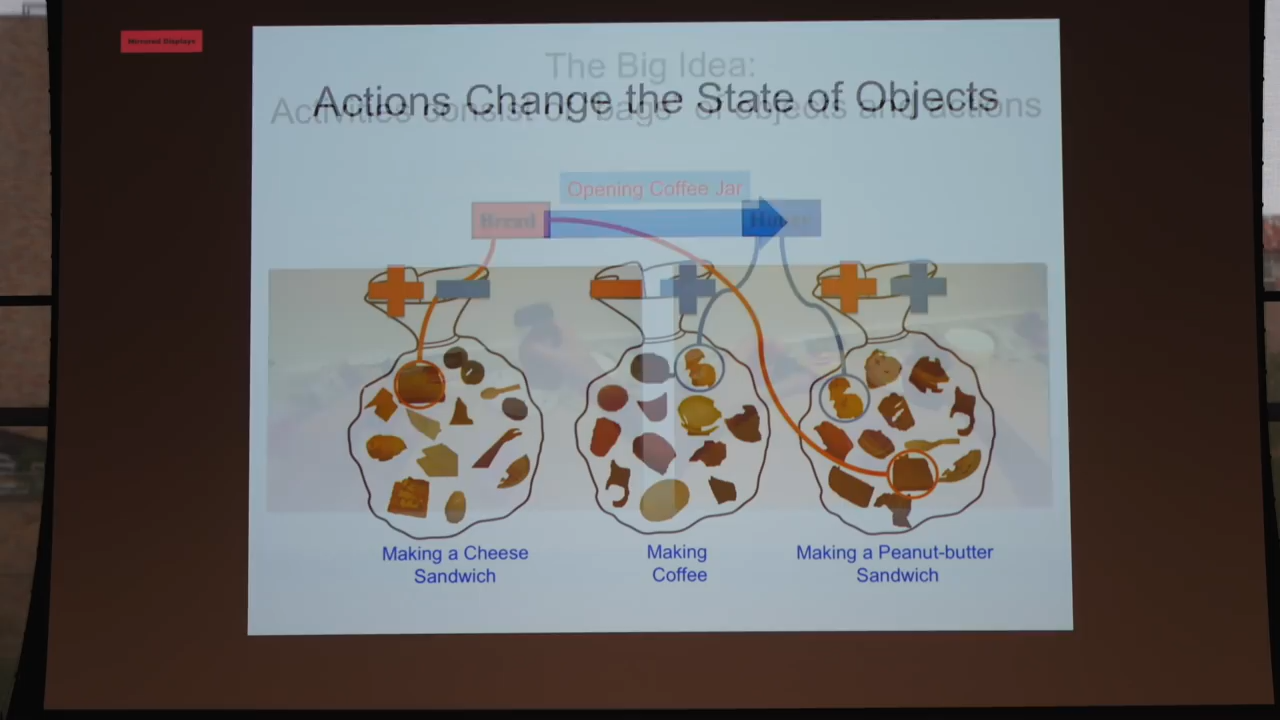 Mirrored Displays
The Big Idea:
Actions Change the State of Objects
Activities consist of "bags" of objects and actions
Opening Coffee Jar
Bread
Making a Cheese
Sandwich
Making
Coffee
Making a Peanut-butter
Sandwich